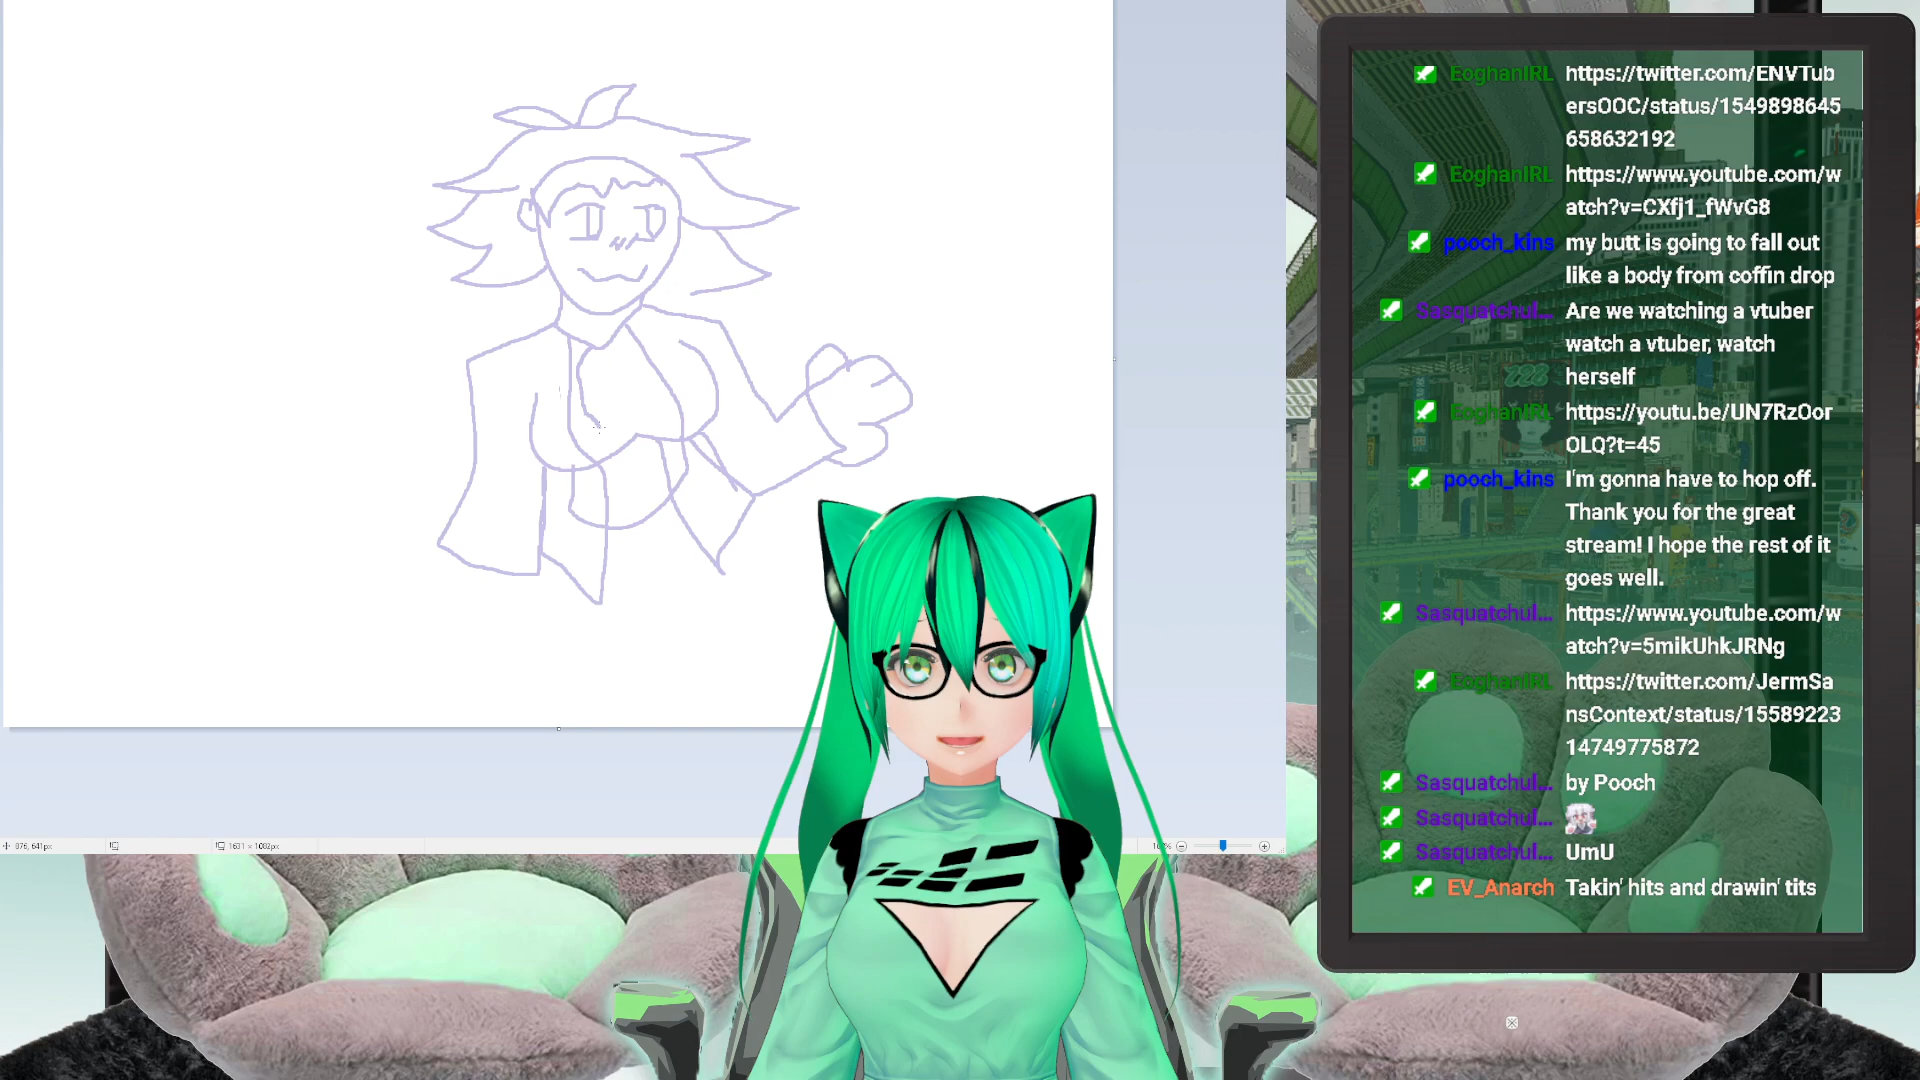 EoghanIRL https://twitter.com/ENVTub
ersOOC/status/1549898645
658632192
EoghanIRL https://www.youtube.com/w
atch?v=CXfj1_fWvG8
pooch_kins my butt is going to fall out
like a body from coffin drop
Sasquatchul... Are we watching a vtuber
watch a vtuber, watch
herself
EoghanIRL https://youtu.be/UN7RzOor
OLQ?t=45
pooch_kins I'm gonna have to hop off.
Thank you for the great
stream! I hope the rest of it
goes well.
Sasquatchul... https://www.youtube.com/w
atch?v=5mikUhkJRNg
EoghanIRL https://twitter.com/JermSa
nsContext/status/15589223
14749775872
Sasquatchul... by Pooch
Sasquatchul...
Sasquatchul... UmU
EV_Anarch Takin' hits and drawin' tits
876, 641px
1631 × 1082px